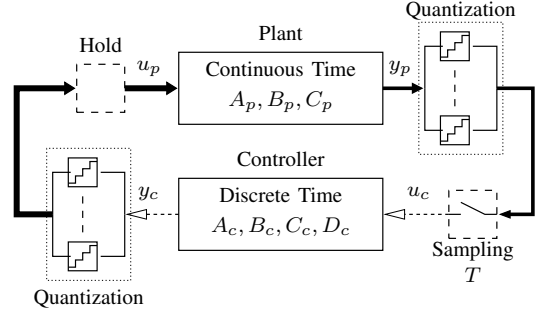 Quantization
Plant
Hold
u_p
Continuous Time
A_p, B_p, C_p
y_p
Controller
y_c
Discrete Time
A_c, B_c, C_c, D_c
u_c
Sampling
T
Quantization